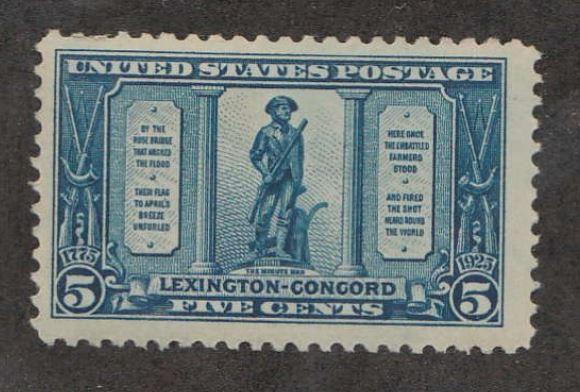 UNITED STATES POSTAGE
BY THE
RUDE BRIDGE
THAT ARCHED
THE FLOOD
THEIR FLAG
TO APRIL'S
BREEZE
UNFURLED
HERE ONCE
THE EMBATTLED
FARMERS
STOOD
AND FIRED
THE SHOT
HEARD ROUND
THE WORLD
1775
1925
THE MINUTE MAN
5
LEXINGTON-CONCORD
5
FIVE CENTS